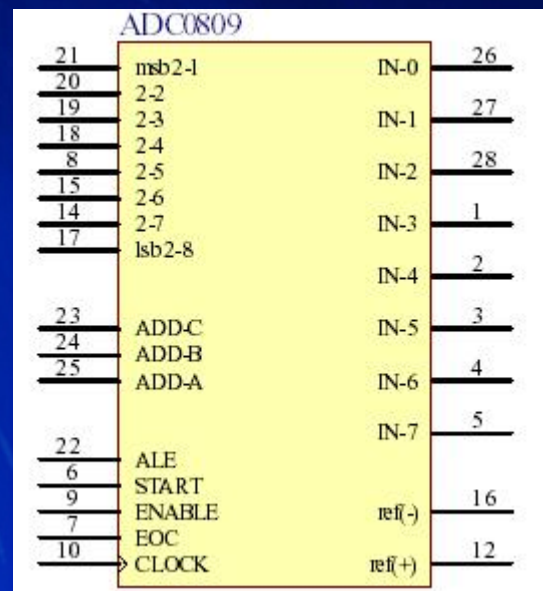 ADC0809
21 msb2-1 IN-0 26
20 2-2
19 2-3 IN-1 27
18 2-4
8 2-5 IN-2 28
15 2-6
14 2-7 IN-3 1
17 lsb2-8
IN-4 2
23 ADD-C IN-5 3
24 ADD-B
25 ADD-A IN-6 4
IN-7 5
22 ALE
6 START
9 ENABLE ref(-) 16
7 EOC
10 CLOCK ref(+) 12